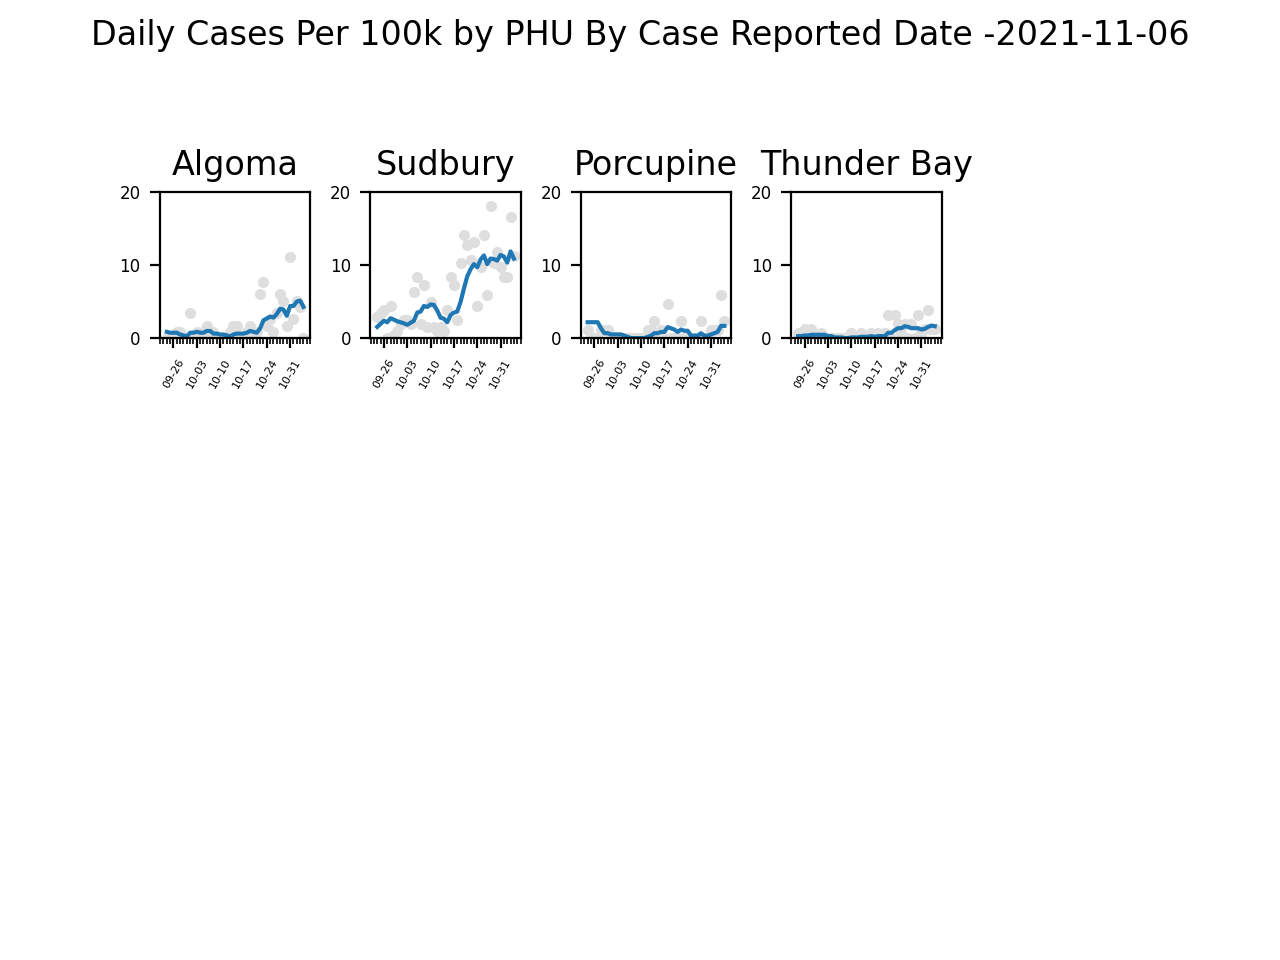 Daily Cases Per 100k by PHU By Case Reported Date -2021-11-06
Algoma Sudbury Porcupine Thunder Bay
20 20 20 20
10 10 10 10
0 0 0 0
09-26 10-03 10-10 10-17 10-24 10-31 09-26 10-03 10-10 10-17 10-24 10-31 09-26 10-03 10-10 10-17 10-24 10-31 09-26 10-03 10-10 10-17 10-24 10-31